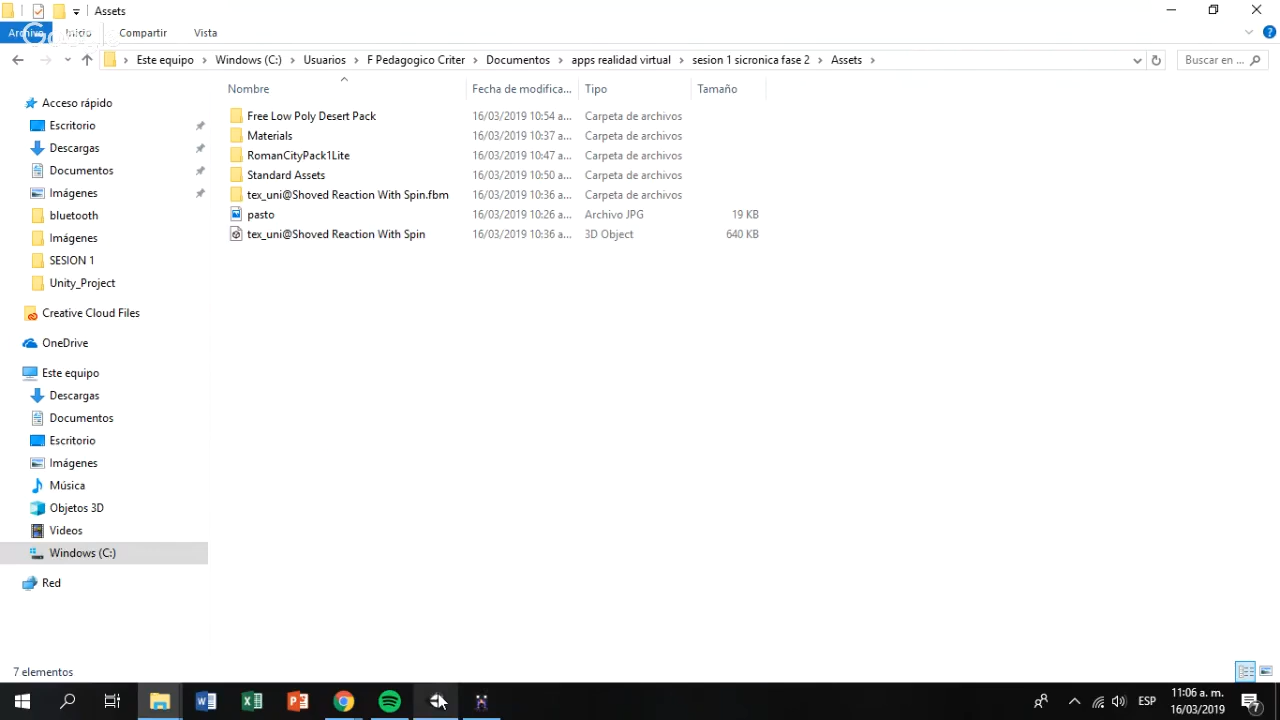 Assets
Archivo Inicio Compartir Vista
Este equipo Windows (C:) Usuarios F Pedagogico Criter Documentos apps realidad virtual sesion 1 sicronica fase 2 Assets Buscar en ...
Nombre Fecha de modifica... Tipo Tamaño
Acceso rápido
Escritorio
Descargas
Documentos
Imágenes
bluetooth
Imágenes
SESION 1
Unity_Project
Creative Cloud Files
OneDrive
Este equipo
Descargas
Documentos
Escritorio
Imágenes
Música
Objetos 3D
Videos
Windows (C:)
Red
Free Low Poly Desert Pack 16/03/2019 10:54 a... Carpeta de archivos
Materials 16/03/2019 10:37 a... Carpeta de archivos
RomanCityPack1Lite 16/03/2019 10:47 a... Carpeta de archivos
Standard Assets 16/03/2019 10:50 a... Carpeta de archivos
tex_uni@Shoved Reaction With Spin.fbm 16/03/2019 10:36 a... Carpeta de archivos
pasto 16/03/2019 10:26 a... Archivo JPG 19 KB
tex_uni@Shoved Reaction With Spin 16/03/2019 10:36 a... 3D Object 640 KB
7 elementos
ESP
11:06 a. m.
16/03/2019
7